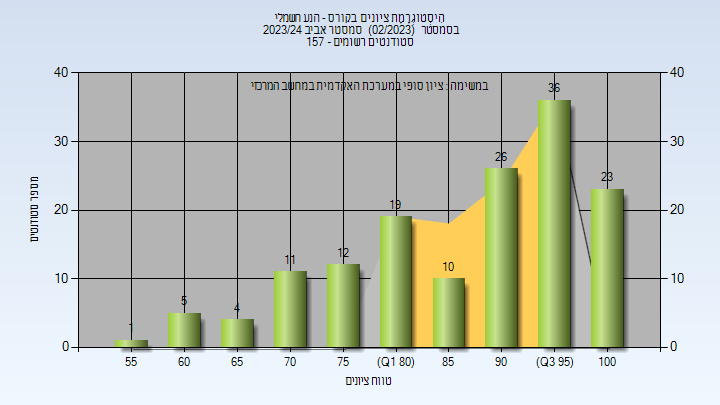 היסטוגרמת ציונים בקורס - הנע חשמלי
בסמסטר (02/2023) סמסטר אביב 2023/24
סטודנטים רשומים - 157
במשימה : ציון סופי במערכת האקדמית במחשב המרכזי
40 40
30 30
20 20
10 10
0 0
מספר סטודנטים
1 5 4 11 12 19 10 26 36 23
55 60 65 70 75 (Q1 80) 85 90 (Q3 95) 100
טווח ציונים